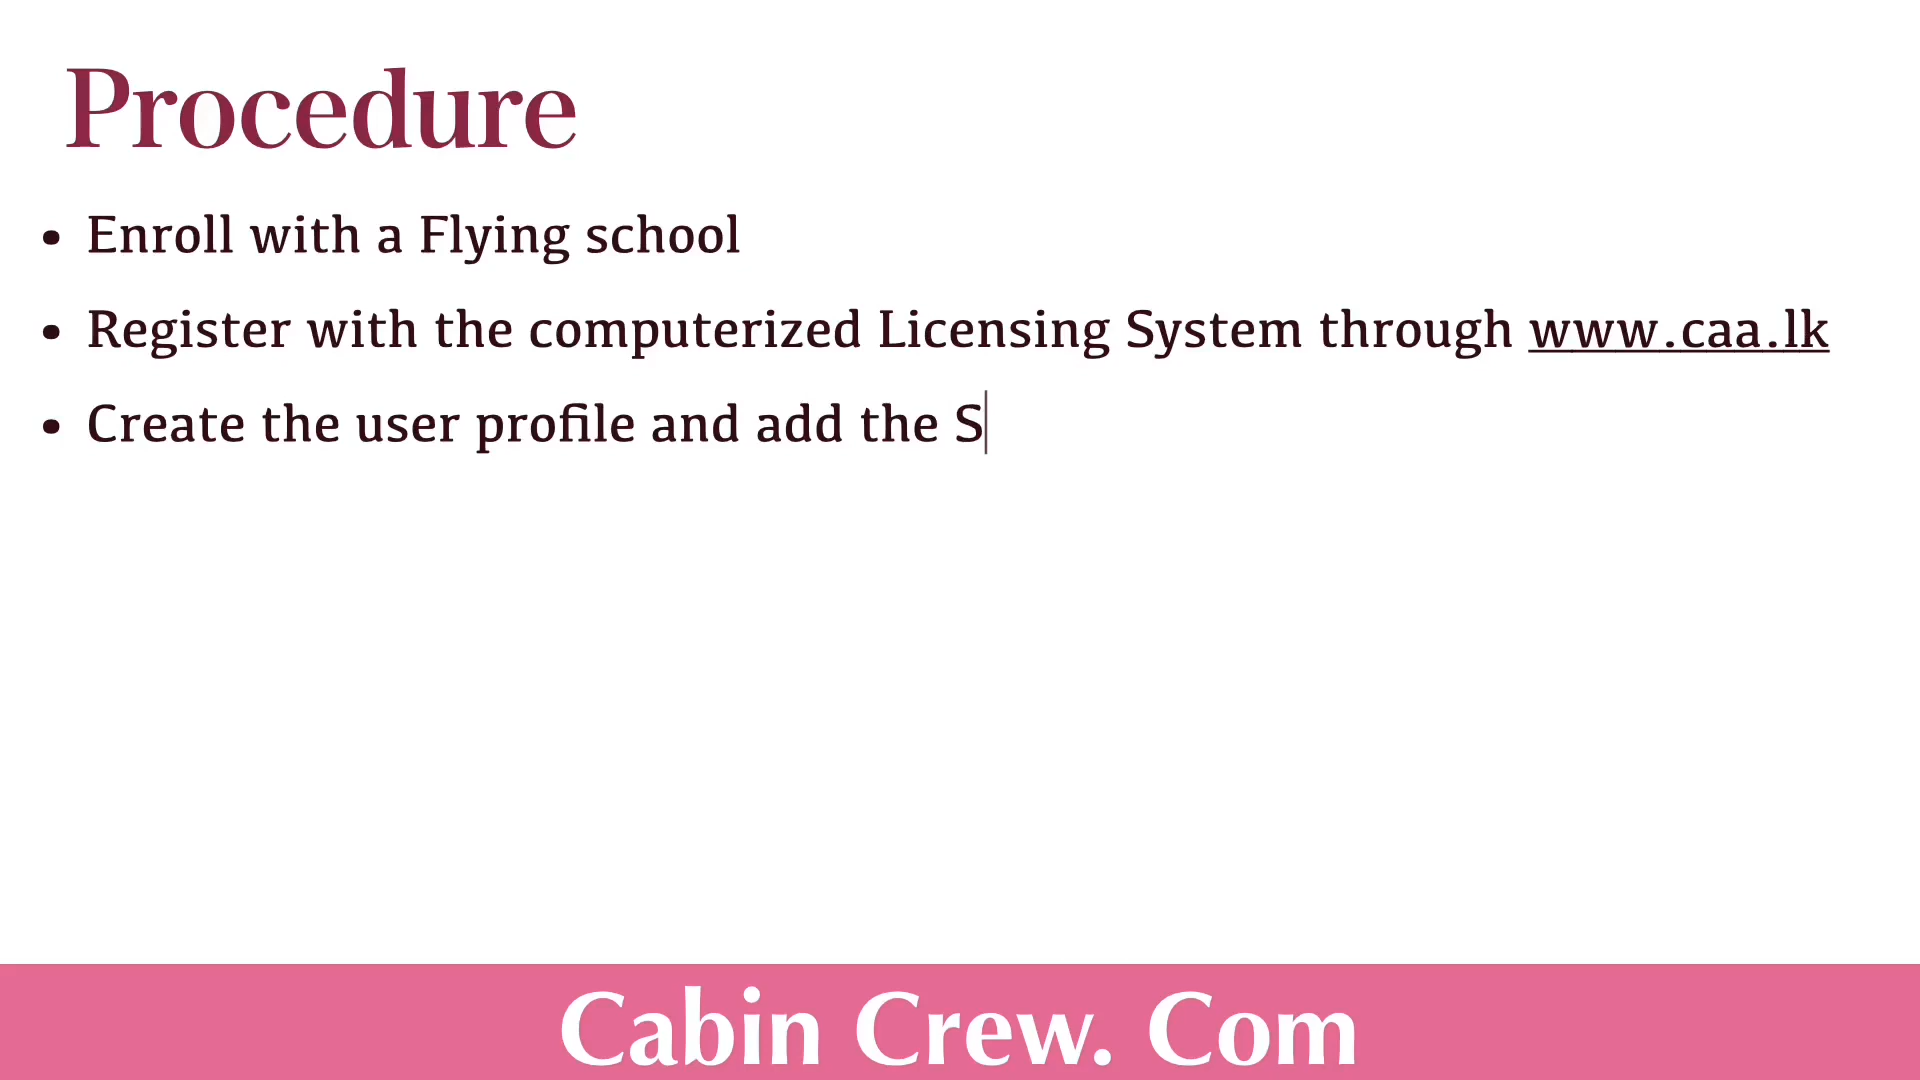 Procedure
• Enroll with a Flying school
• Register with the computerized Licensing System through www.caa.lk
• Create the user profile and add the S
Cabin Crew. Com